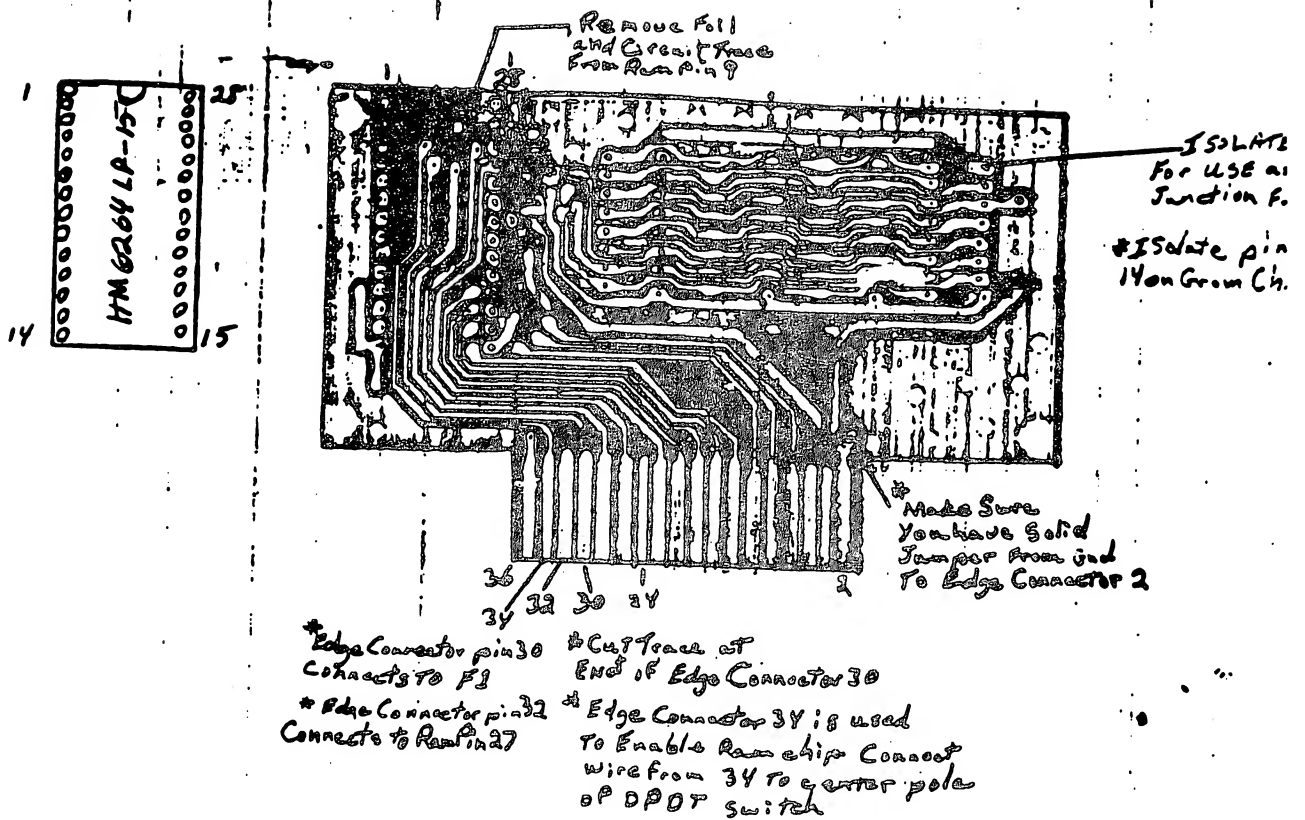 Remove Foil
and Circuit Trace
From Ram Pin 9
28
1
28
HM6264LP-15
14
15
ISOLATE
For USE as
Junction F.
*ISolate pin
14 on Grom Ch.
*
Make Sure
You have Solid
Jumper From
To Edge Connector 2
36
34
32
30
24
2
*Edge Connector pin 30
Connects To F1
*Edge Connector pin 32
Connects to Ram Pin 27
*Cut Trace at
End of Edge Connector 30
*Edge Connector 34 is used
To Enable Ram chip Connect
wire from 34 To center pole
of DPDT switch